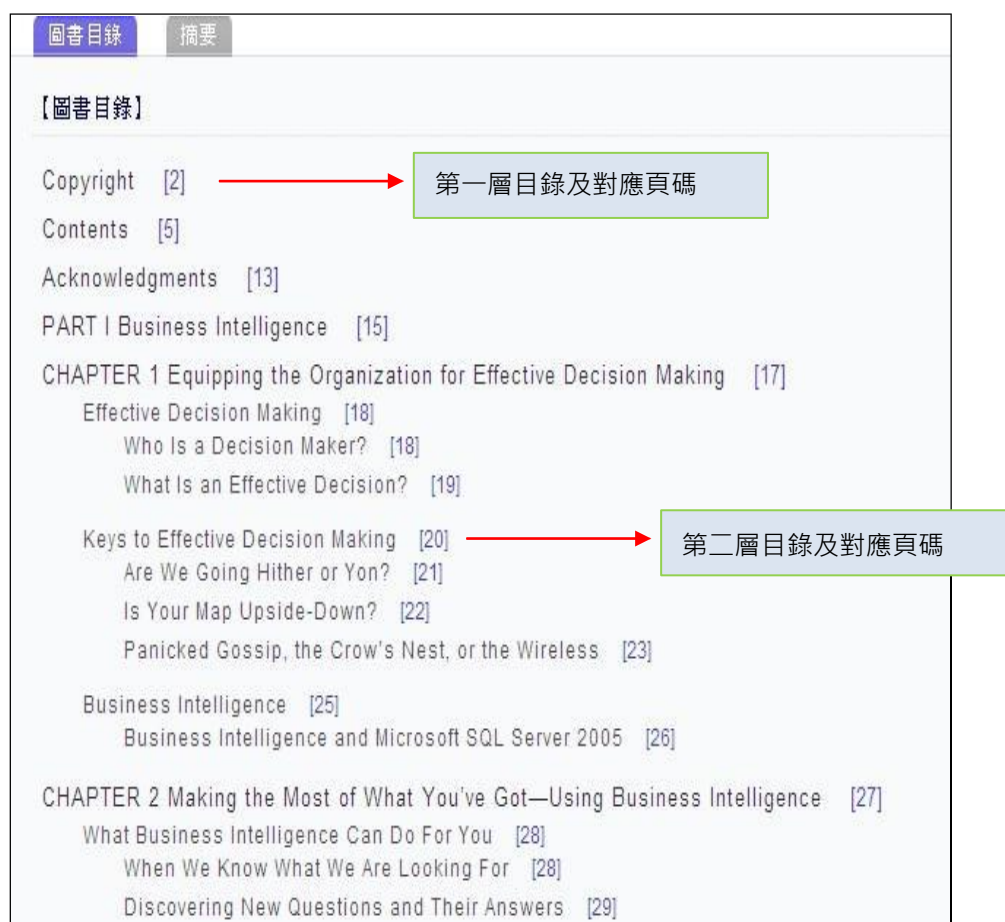 圖書目錄 摘要
【圖書目錄】
Copyright [2] 第一層目錄及對應頁碼
Contents [5]
Acknowledgments [13]
PART I Business Intelligence [15]
CHAPTER 1 Equipping the Organization for Effective Decision Making [17]
Effective Decision Making [18]
Who Is a Decision Maker? [18]
What Is an Effective Decision? [19]
Keys to Effective Decision Making [20] 第二層目錄及對應頁碼
Are We Going Hither or Yon? [21]
Is Your Map Upside-Down? [22]
Panicked Gossip, the Crow's Nest, or the Wireless [23]
Business Intelligence [25]
Business Intelligence and Microsoft SQL Server 2005 [26]
CHAPTER 2 Making the Most of What You've Got—Using Business Intelligence [27]
What Business Intelligence Can Do For You [28]
When We Know What We Are Looking For [28]
Discovering New Questions and Their Answers [29]